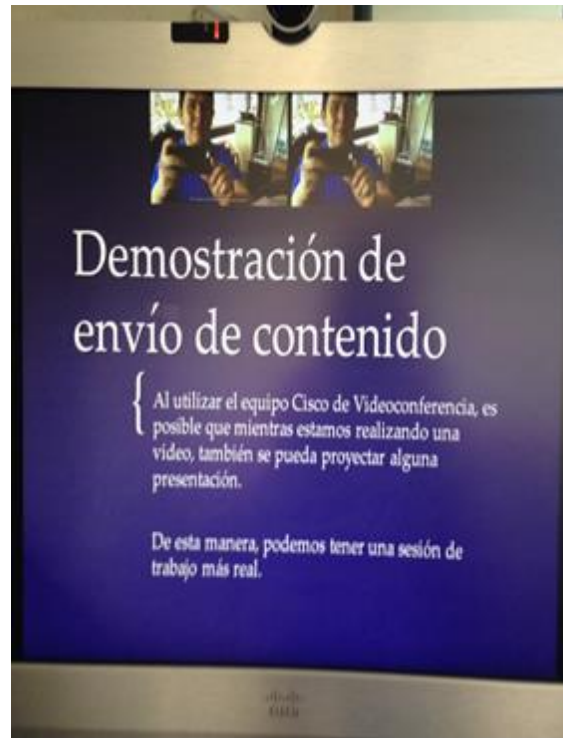 Demostración de
envío de contenido
Al utilizar el equipo Cisco de Videoconferencia, es
posible que mientras estamos realizando una
video, también se pueda proyectar alguna
presentación.
De esta manera, podemos tener una sesión de
trabajo más real.